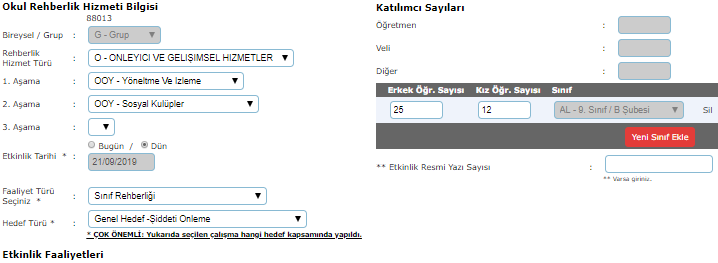 Okul Rehberlik Hizmeti Bilgisi
88013
Bireysel / Grup : G - Grup
Rehberlik Hizmet Türü : O - ONLEYICI VE GELIŞIMSEL HIZMETLER
1. Aşama : OOY - Yöneltme Ve Izleme
2. Aşama : OOY - Sosyal Kulüpler
3. Aşama :
Bugün / Dün
Etkinlik Tarihi * : 21/09/2019
Faaliyet Türü Seçiniz * : Sınıf Rehberliği
Hedef Türü * : Genel Hedef -Şiddeti Onleme
* ÇOK ÖNEMLİ: Yukarıda seçilen çalışma hangi hedef kapsamında yapıldı.
Etkinlik Faaliyetleri
Katılımcı Sayıları
Öğretmen :
Veli :
Diğer :
Erkek Öğr. Sayısı Kız Öğr. Sayısı Sınıf
25 12 AL - 9. Sınıf / B Şubesi Sil
Yeni Sınıf Ekle
** Etkinlik Resmi Yazı Sayısı :
** Varsa giriniz..